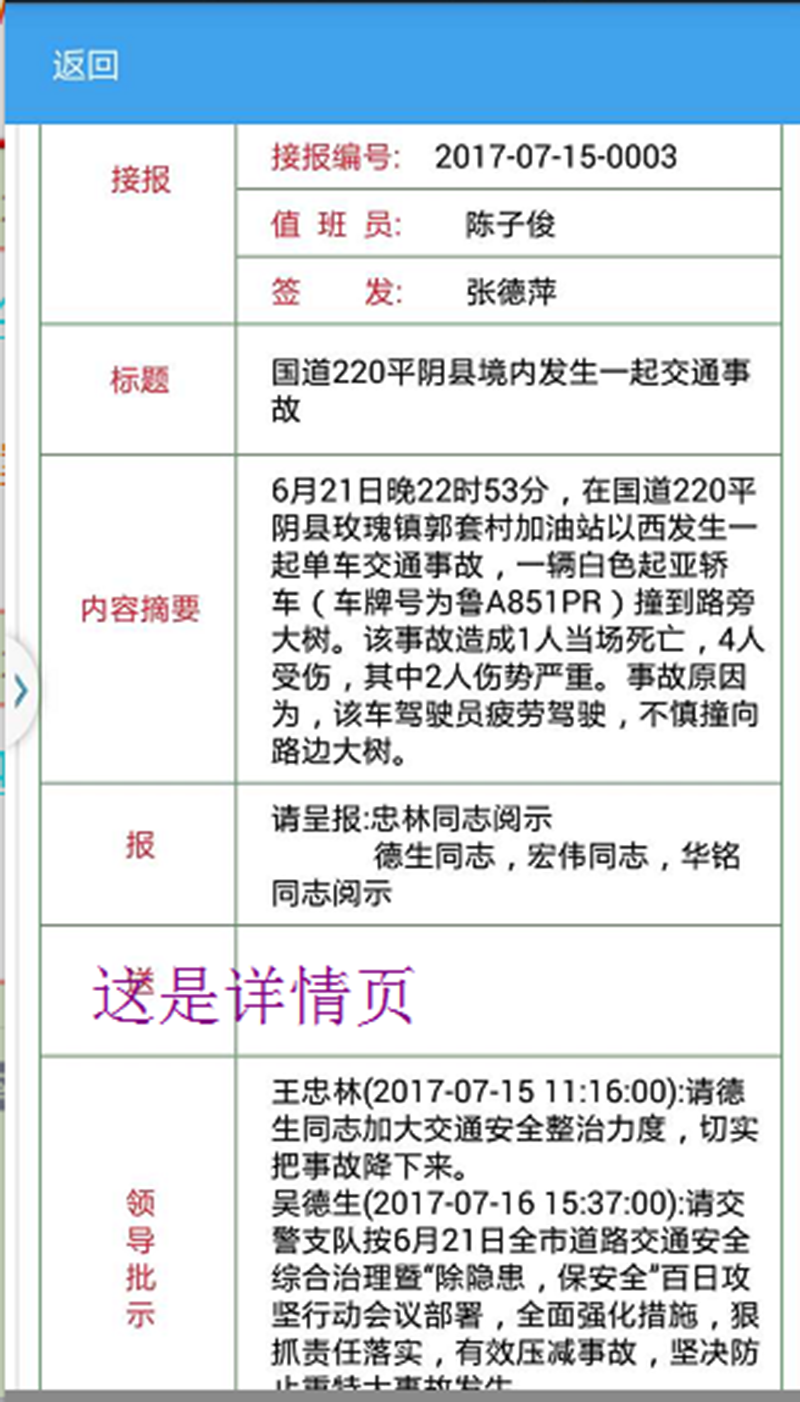 返回
接报
接报编号: 2017-07-15-0003
值 班 员: 陈子俊
签 发: 张德萍
标题
国道220平阴县境内发生一起交通事
故
内容摘要
6月21日晚22时53分，在国道220平
阴县玫瑰镇郭套村加油站以西发生一
起单车交通事故，一辆白色起亚轿
车（车牌号为鲁A851PR）撞到路旁
大树。该事故造成1人当场死亡，4人
受伤，其中2人伤势严重。事故原因
为，该车驾驶员疲劳驾驶，不慎撞向
路边大树。
报
请呈报:忠林同志阅示
德生同志，宏伟同志，华铭
同志阅示
送
这是详情页
领
导
批
示
王忠林(2017-07-15 11:16:00):请德
生同志加大交通安全整治力度，切实
把事故降下来。
吴德生(2017-07-16 15:37:00):请交
警支队按6月21日全市道路交通安全
综合治理暨“除隐患，保安全”百日攻
坚行动会议部署，全面强化措施，狠
抓责任落实，有效压减事故，坚决防
止重特大事故发生